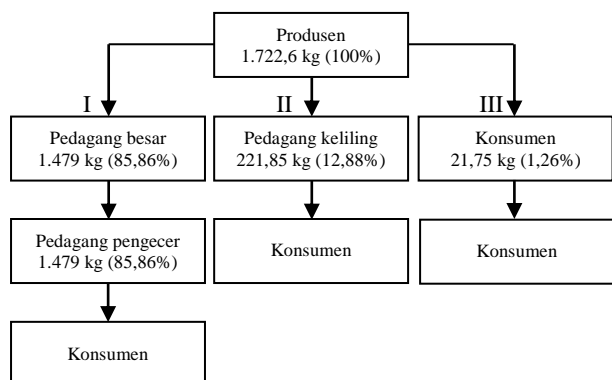 Produsen
1.722,6 kg (100%)
I
II
III
Pedagang besar
1.479 kg (85,86%)
Pedagang keliling
221,85 kg (12,88%)
Konsumen
21,75 kg (1,26%)
Pedagang pengecer
1.479 kg (85,86%)
Konsumen
Konsumen
Konsumen